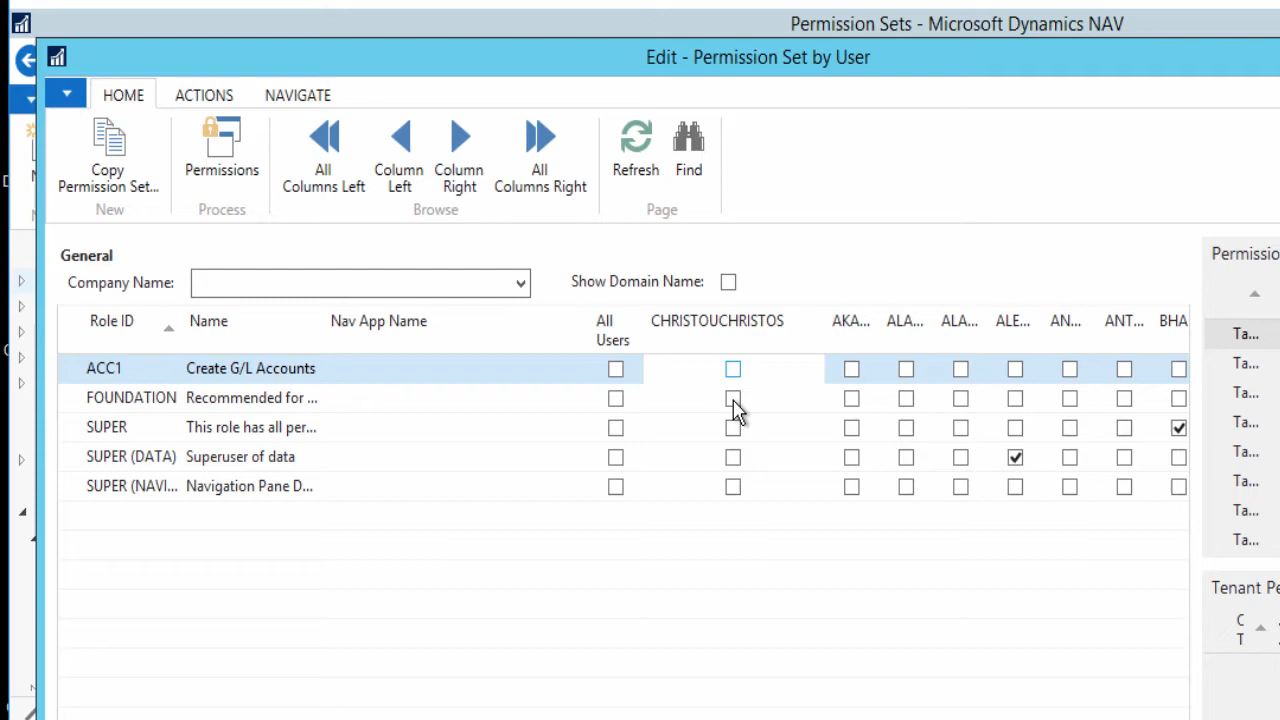 Permission Sets - Microsoft Dynamics NAV
Edit - Permission Set by User
HOME ACTIONS NAVIGATE
Copy Permission Set...
Permissions
All Columns Left
Column Left
Column Right
All Columns Right
Refresh
Find
New Process Browse Page
General
Company Name:
Show Domain Name:
Role ID Name Nav App Name All Users CHRISTOUCHRISTOS AKA... ALA... ALA... ALE... AN... ANT... BHA
ACC1 Create G/L Accounts
FOUNDATION Recommended for ...
SUPER This role has all per...
SUPER (DATA) Superuser of data
SUPER (NAVI... Navigation Pane D...
Permissio
Ta...
Ta...
Ta...
Ta...
Ta...
Ta...
Ta...
Ta...
Tenant Pe
C
T